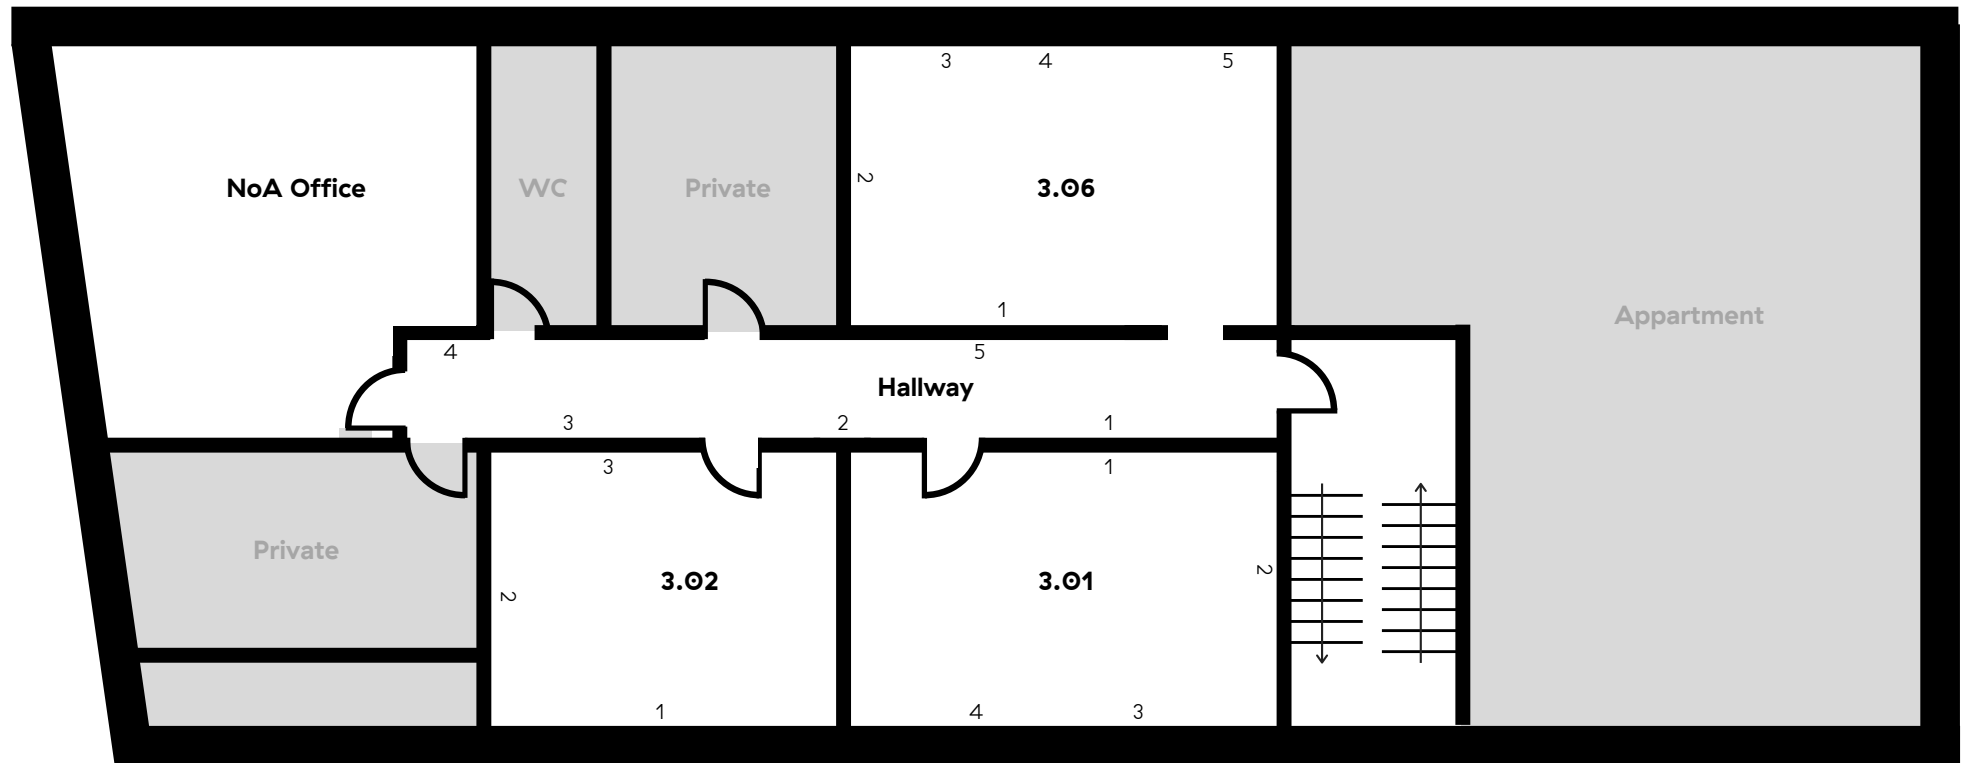 3 4 5
2
NoA Office
WC
Private
3.06
1
Appartment
4 5
Hallway
3 2 1
3 1
Private
2
3.02
3.01
2
1 4 3